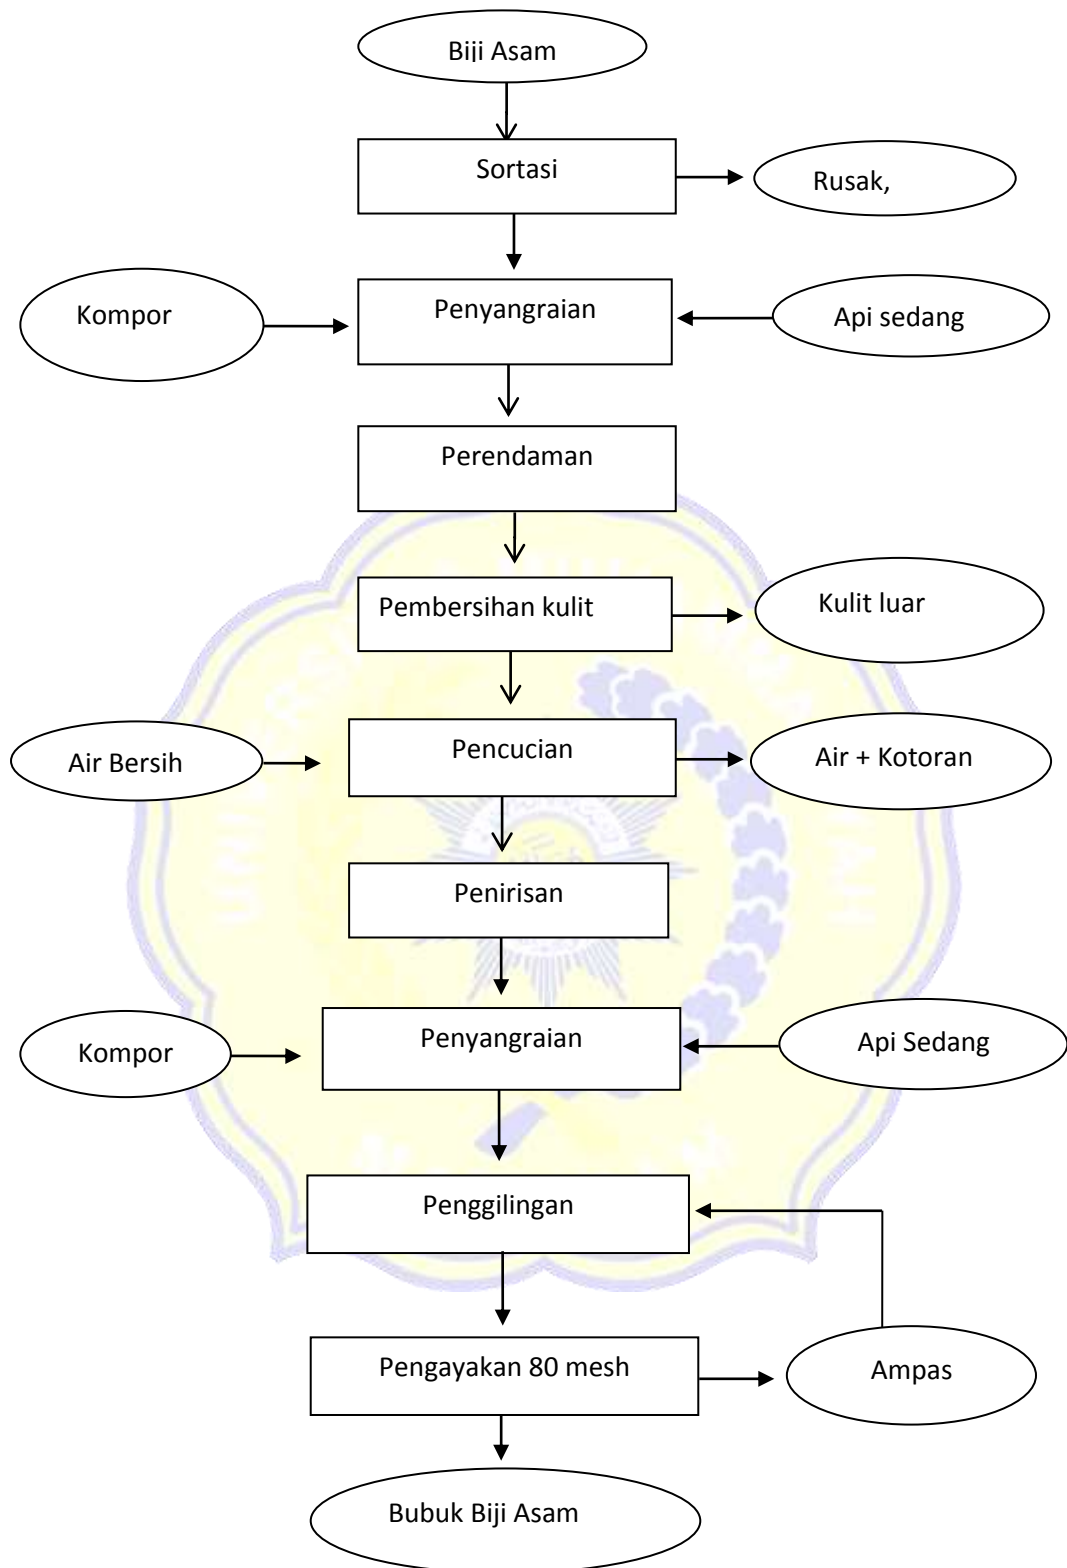 Biji Asam
Sortasi
Rusak,
Kompor
Penyangraian
Api sedang
Perendaman
Pembersihan kulit
Kulit luar
Air Bersih
Pencucian
Air + Kotoran
Penirisan
Kompor
Penyangraian
Api Sedang
Penggilingan
Pengayakan 80 mesh
Ampas
Bubuk Biji Asam